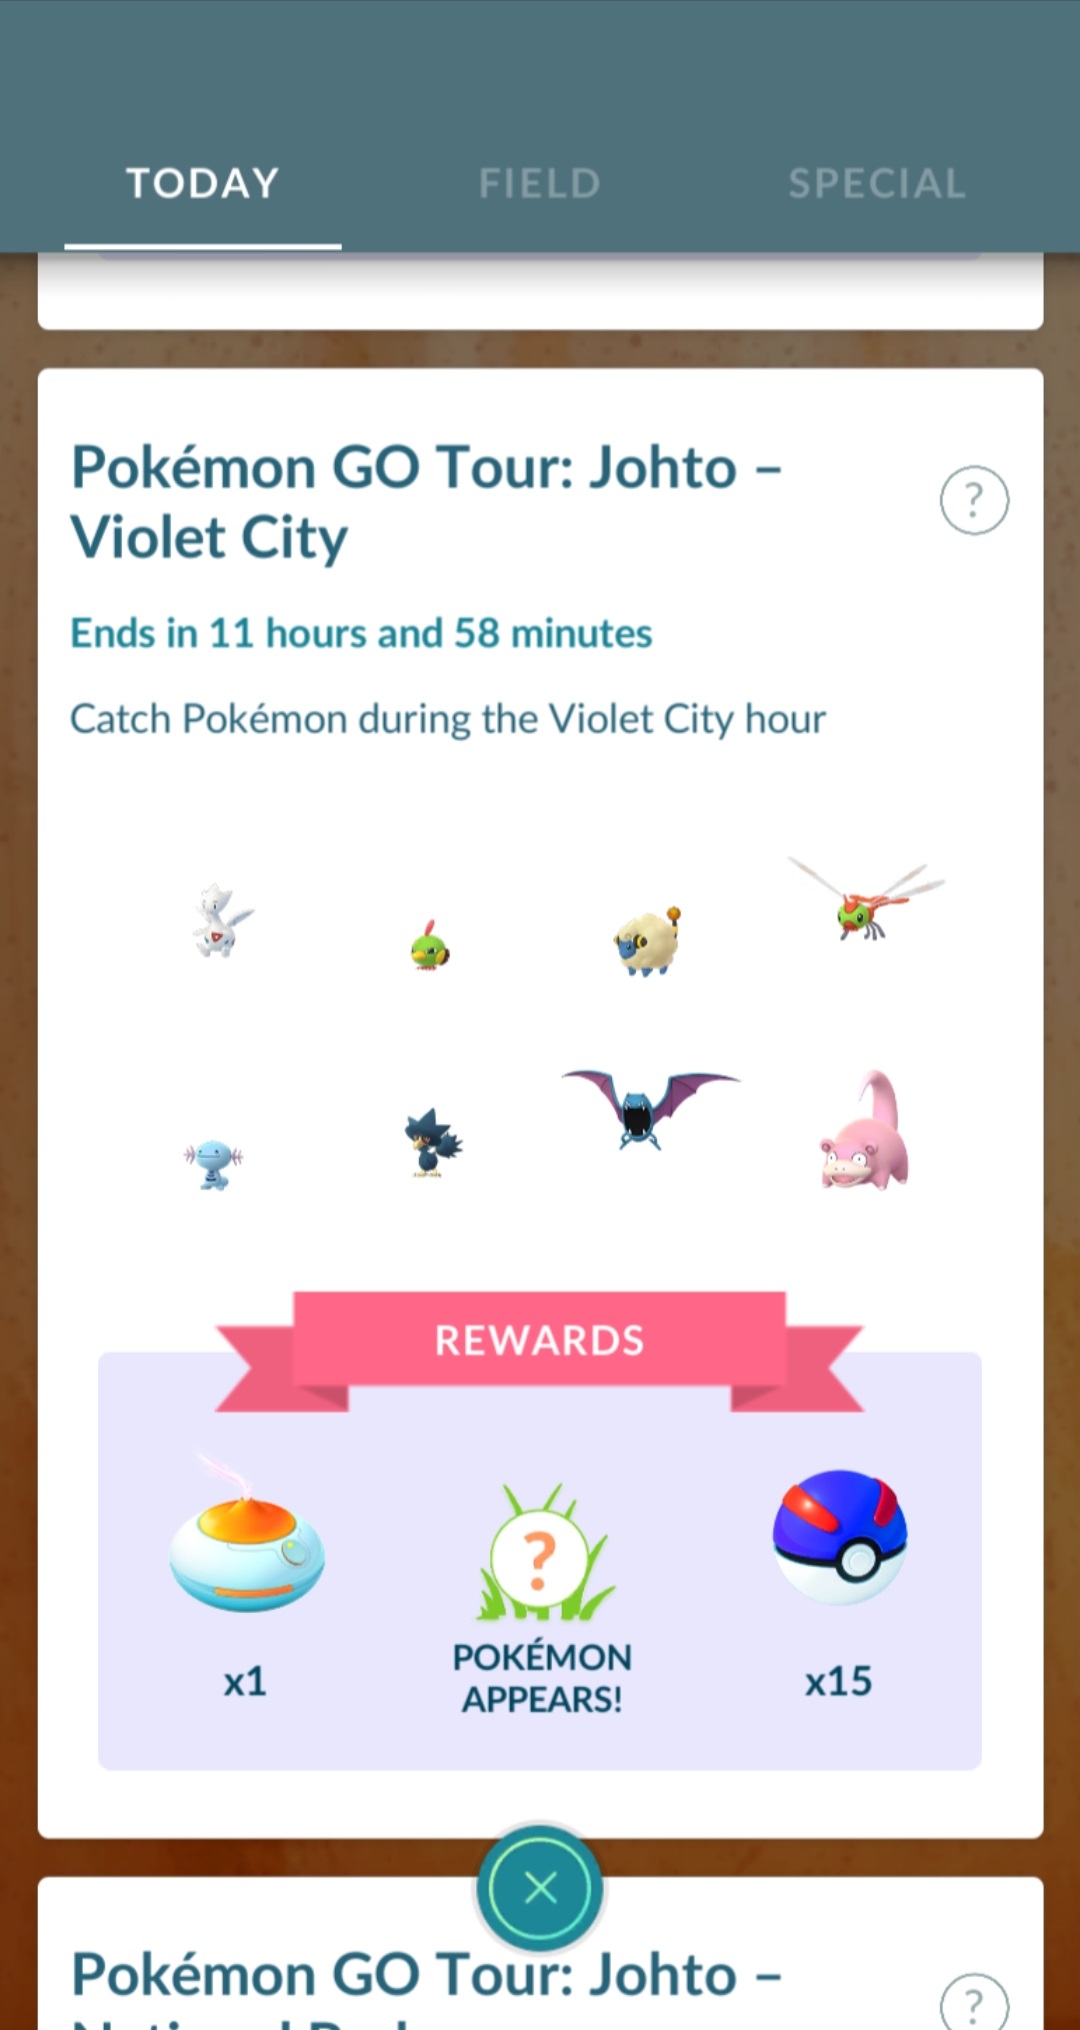 TODAY FIELD SPECIAL
Pokémon GO Tour: Johto –
Violet City
?
Ends in 11 hours and 58 minutes
Catch Pokémon during the Violet City hour
REWARDS
?
x1
POKÉMON
APPEARS!
x15
Pokémon GO Tour: Johto –
?